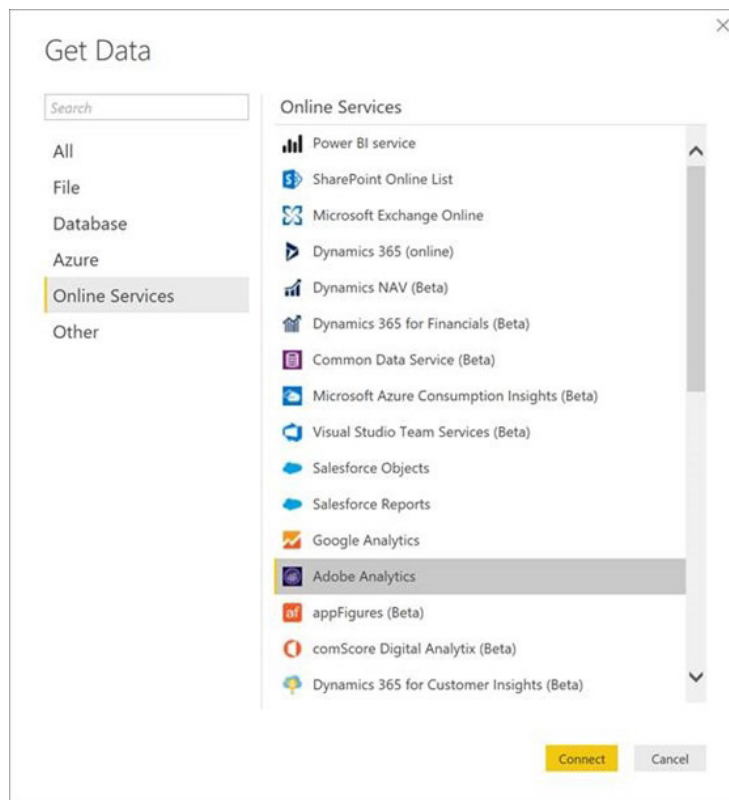 Get Data
Search
All
File
Database
Azure
Online Services
Other
Online Services
Power BI service
SharePoint Online List
Microsoft Exchange Online
Dynamics 365 (online)
Dynamics NAV (Beta)
Dynamics 365 for Financials (Beta)
Common Data Service (Beta)
Microsoft Azure Consumption Insights (Beta)
Visual Studio Team Services (Beta)
Salesforce Objects
Salesforce Reports
Google Analytics
Adobe Analytics
af appFigures (Beta)
comScore Digital Analytix (Beta)
Dynamics 365 for Customer Insights (Beta)
Connect Cancel